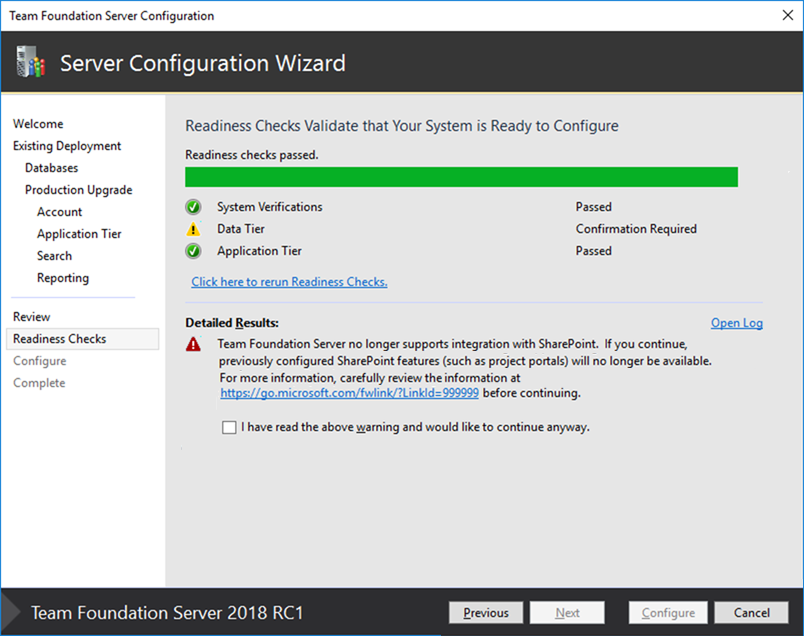 Team Foundation Server Configuration
Server Configuration Wizard
Welcome
Existing Deployment
Databases
Production Upgrade
Account
Application Tier
Search
Reporting
Review
Readiness Checks
Configure
Complete
Readiness Checks Validate that Your System is Ready to Configure
Readiness checks passed.
System Verifications Passed
Data Tier Confirmation Required
Application Tier Passed
Click here to rerun Readiness Checks.
Detailed Results: Open Log
Team Foundation Server no longer supports integration with SharePoint. If you continue,
previously configured SharePoint features (such as project portals) will no longer be available.
For more information, carefully review the information at
https://go.microsoft.com/fwlink/?LinkId=999999 before continuing.
I have read the above warning and would like to continue anyway.
Team Foundation Server 2018 RC1
Previous Next Configure Cancel